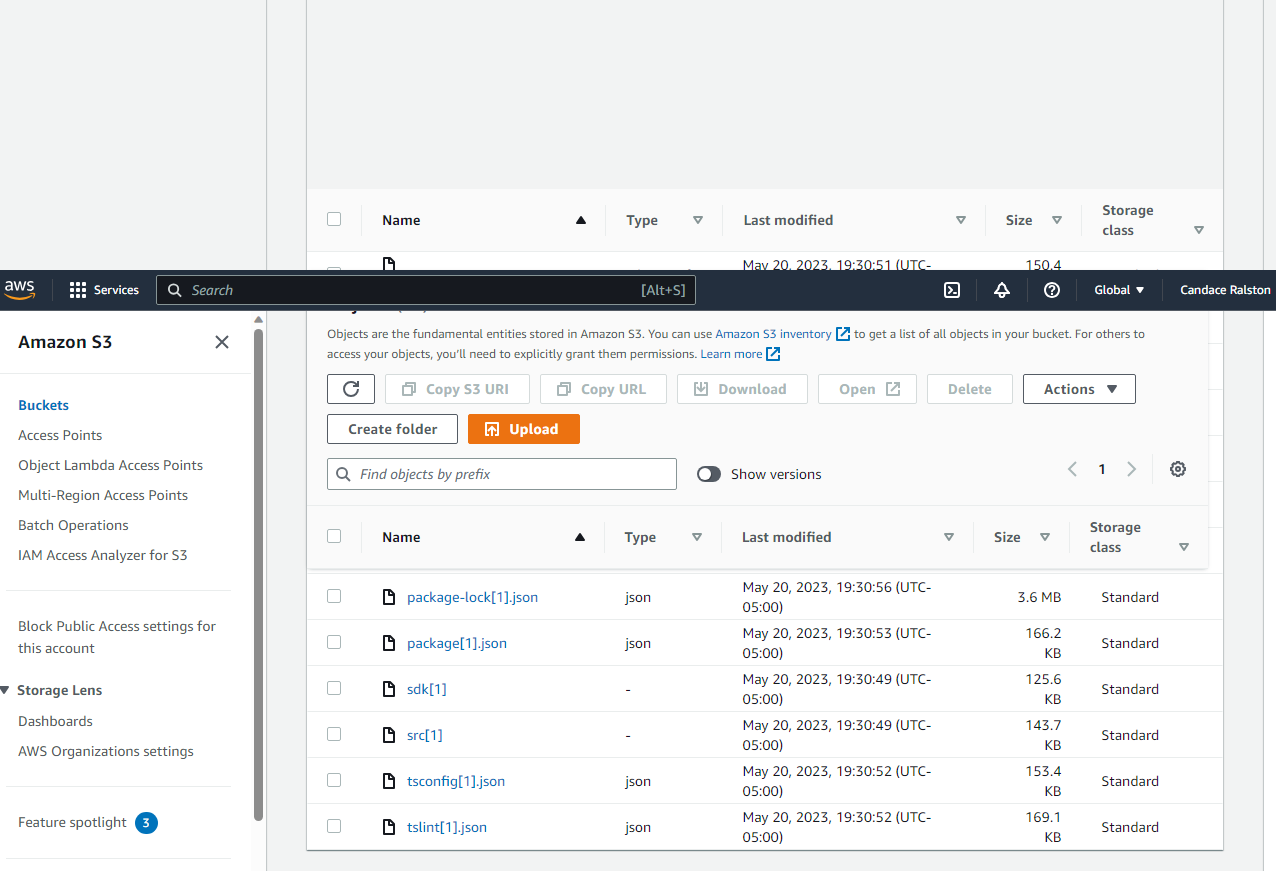 Name Type Last modified Size Storage class
May 20, 2023, 19:30:51 (UTC- 150.4
aws Services Search [Alt+S] Global Candace Ralston
Amazon S3
Buckets
Access Points
Object Lambda Access Points
Multi-Region Access Points
Batch Operations
IAM Access Analyzer for S3
Block Public Access settings for
this account
Storage Lens
Dashboards
AWS Organizations settings
Feature spotlight 3
Objects are the fundamental entities stored in Amazon S3. You can use Amazon S3 inventory to get a list of all objects in your bucket. For others to
access your objects, you'll need to explicitly grant them permissions. Learn more
Copy S3 URI Copy URL Download Open Delete Actions
Create folder Upload
Find objects by prefix Show versions 1
Name Type Last modified Size Storage class
package-lock[1].json json May 20, 2023, 19:30:56 (UTC-05:00) 3.6 MB Standard
package[1].json json May 20, 2023, 19:30:53 (UTC-05:00) 166.2 KB Standard
sdk[1] - May 20, 2023, 19:30:49 (UTC-05:00) 125.6 KB Standard
src[1] - May 20, 2023, 19:30:49 (UTC-05:00) 143.7 KB Standard
tsconfig[1].json json May 20, 2023, 19:30:52 (UTC-05:00) 153.4 KB Standard
tslint[1].json json May 20, 2023, 19:30:52 (UTC-05:00) 169.1 KB Standard